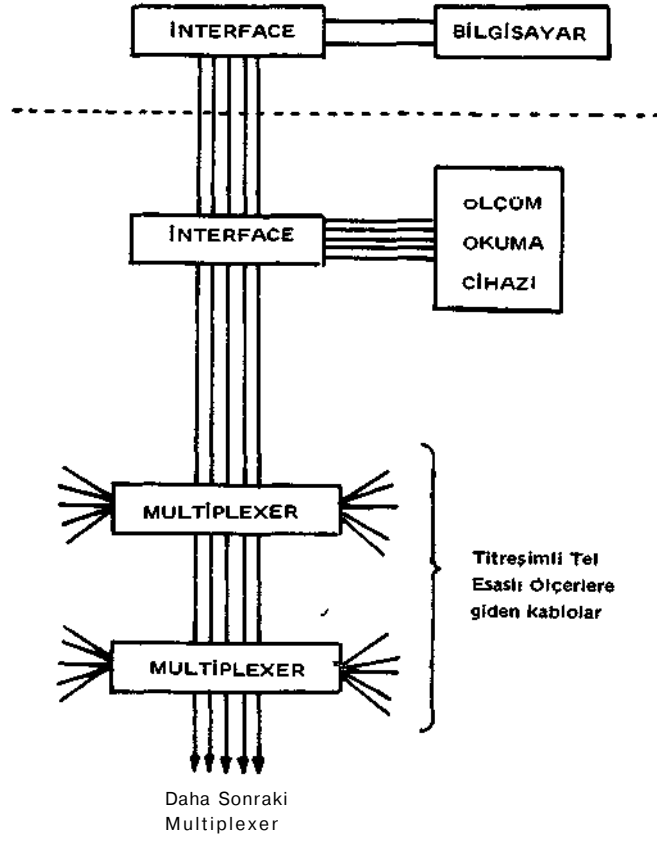 İNTERFACE
BİLGİSAYAR
İNTERFACE
ÖLÇÜM
OKUMA
CİHAZI
MULTİPLEXER
Titreşimli Tel
Esaslı Ölçerlere
giden kablolar
MULTİPLEXER
Daha Sonraki
Multiplexer